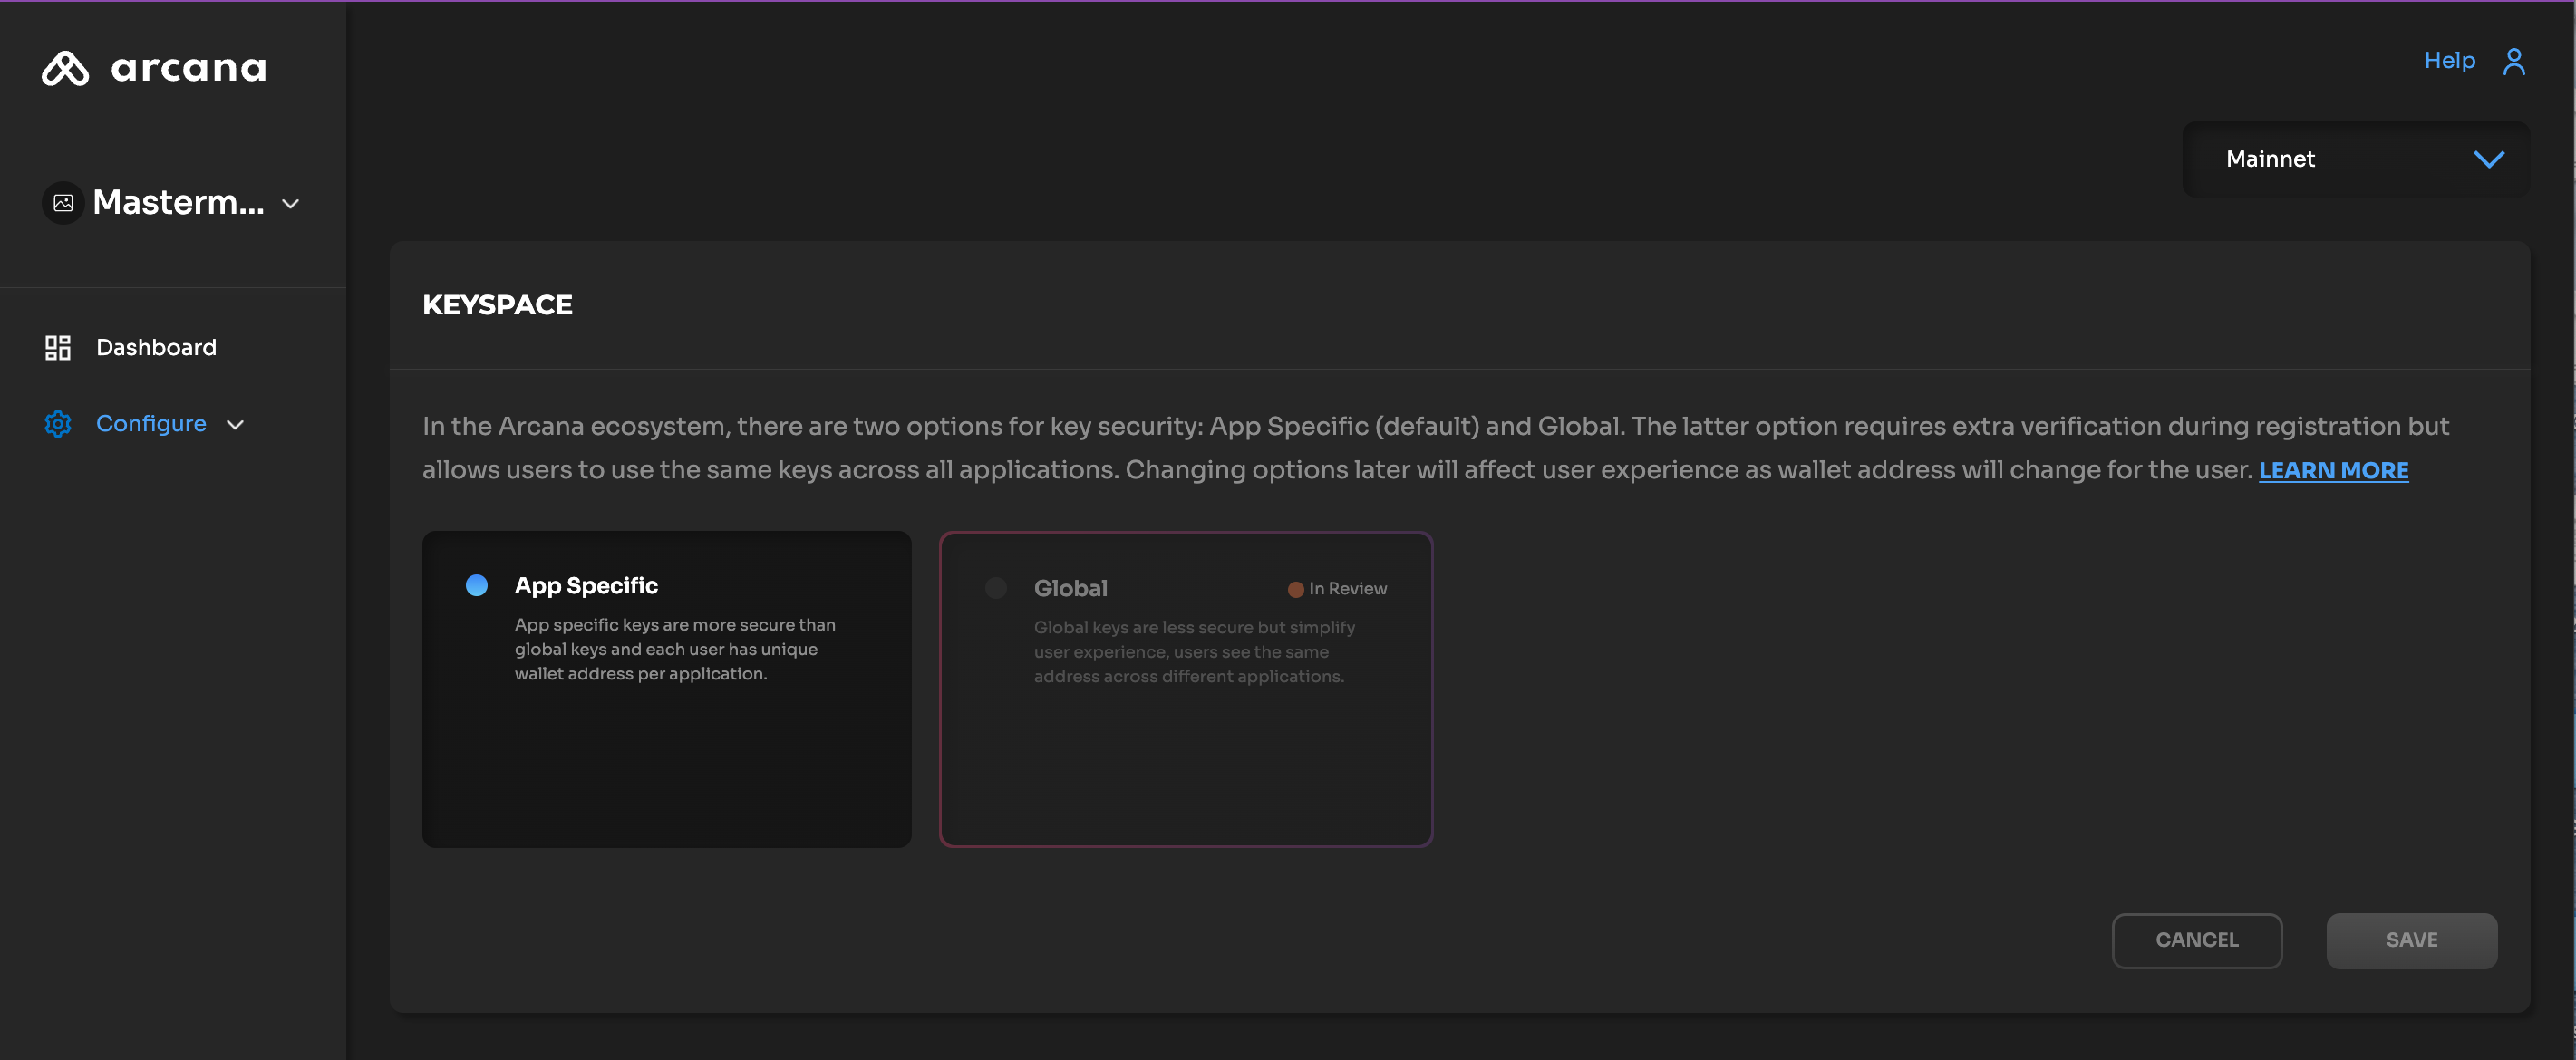 arcana
Help
Mainnet
Masterm...
KEYSPACE
Dashboard
Configure
In the Arcana ecosystem, there are two options for key security: App Specific (default) and Global. The latter option requires extra verification during registration but
allows users to use the same keys across all applications. Changing options later will affect user experience as wallet address will change for the user. LEARN MORE
App Specific
App specific keys are more secure than
global keys and each user has unique
wallet address per application.
Global
In Review
Global keys are less secure but simplify
user experience, users see the same
address across different applications.
CANCEL
SAVE